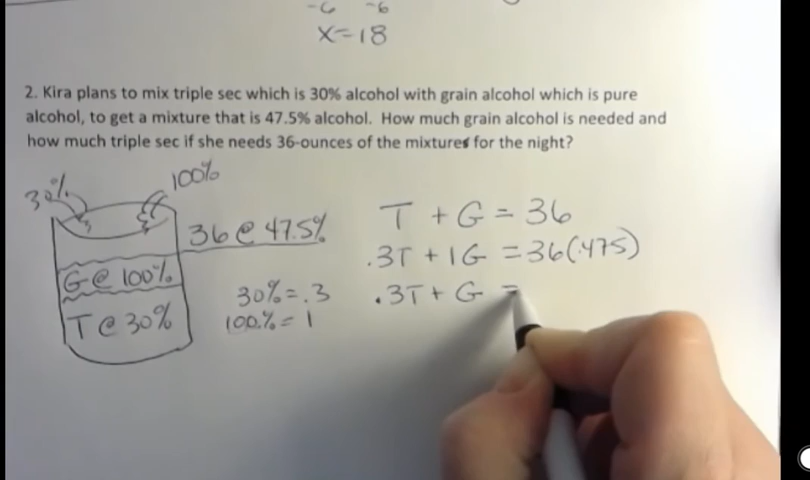 -6 -6
x=18
2. Kira plans to mix triple sec which is 30% alcohol with grain alcohol which is pure
alcohol, to get a mixture that is 47.5% alcohol. How much grain alcohol is needed and
how much triple sec if she needs 36-ounces of the mixtures for the night?
30%
100%
36 @ 47.5%
G @ 100%
T @ 30%
30% = .3
100% = 1
T + G = 36
.3T + 1G = 36(.475)
.3T + G =